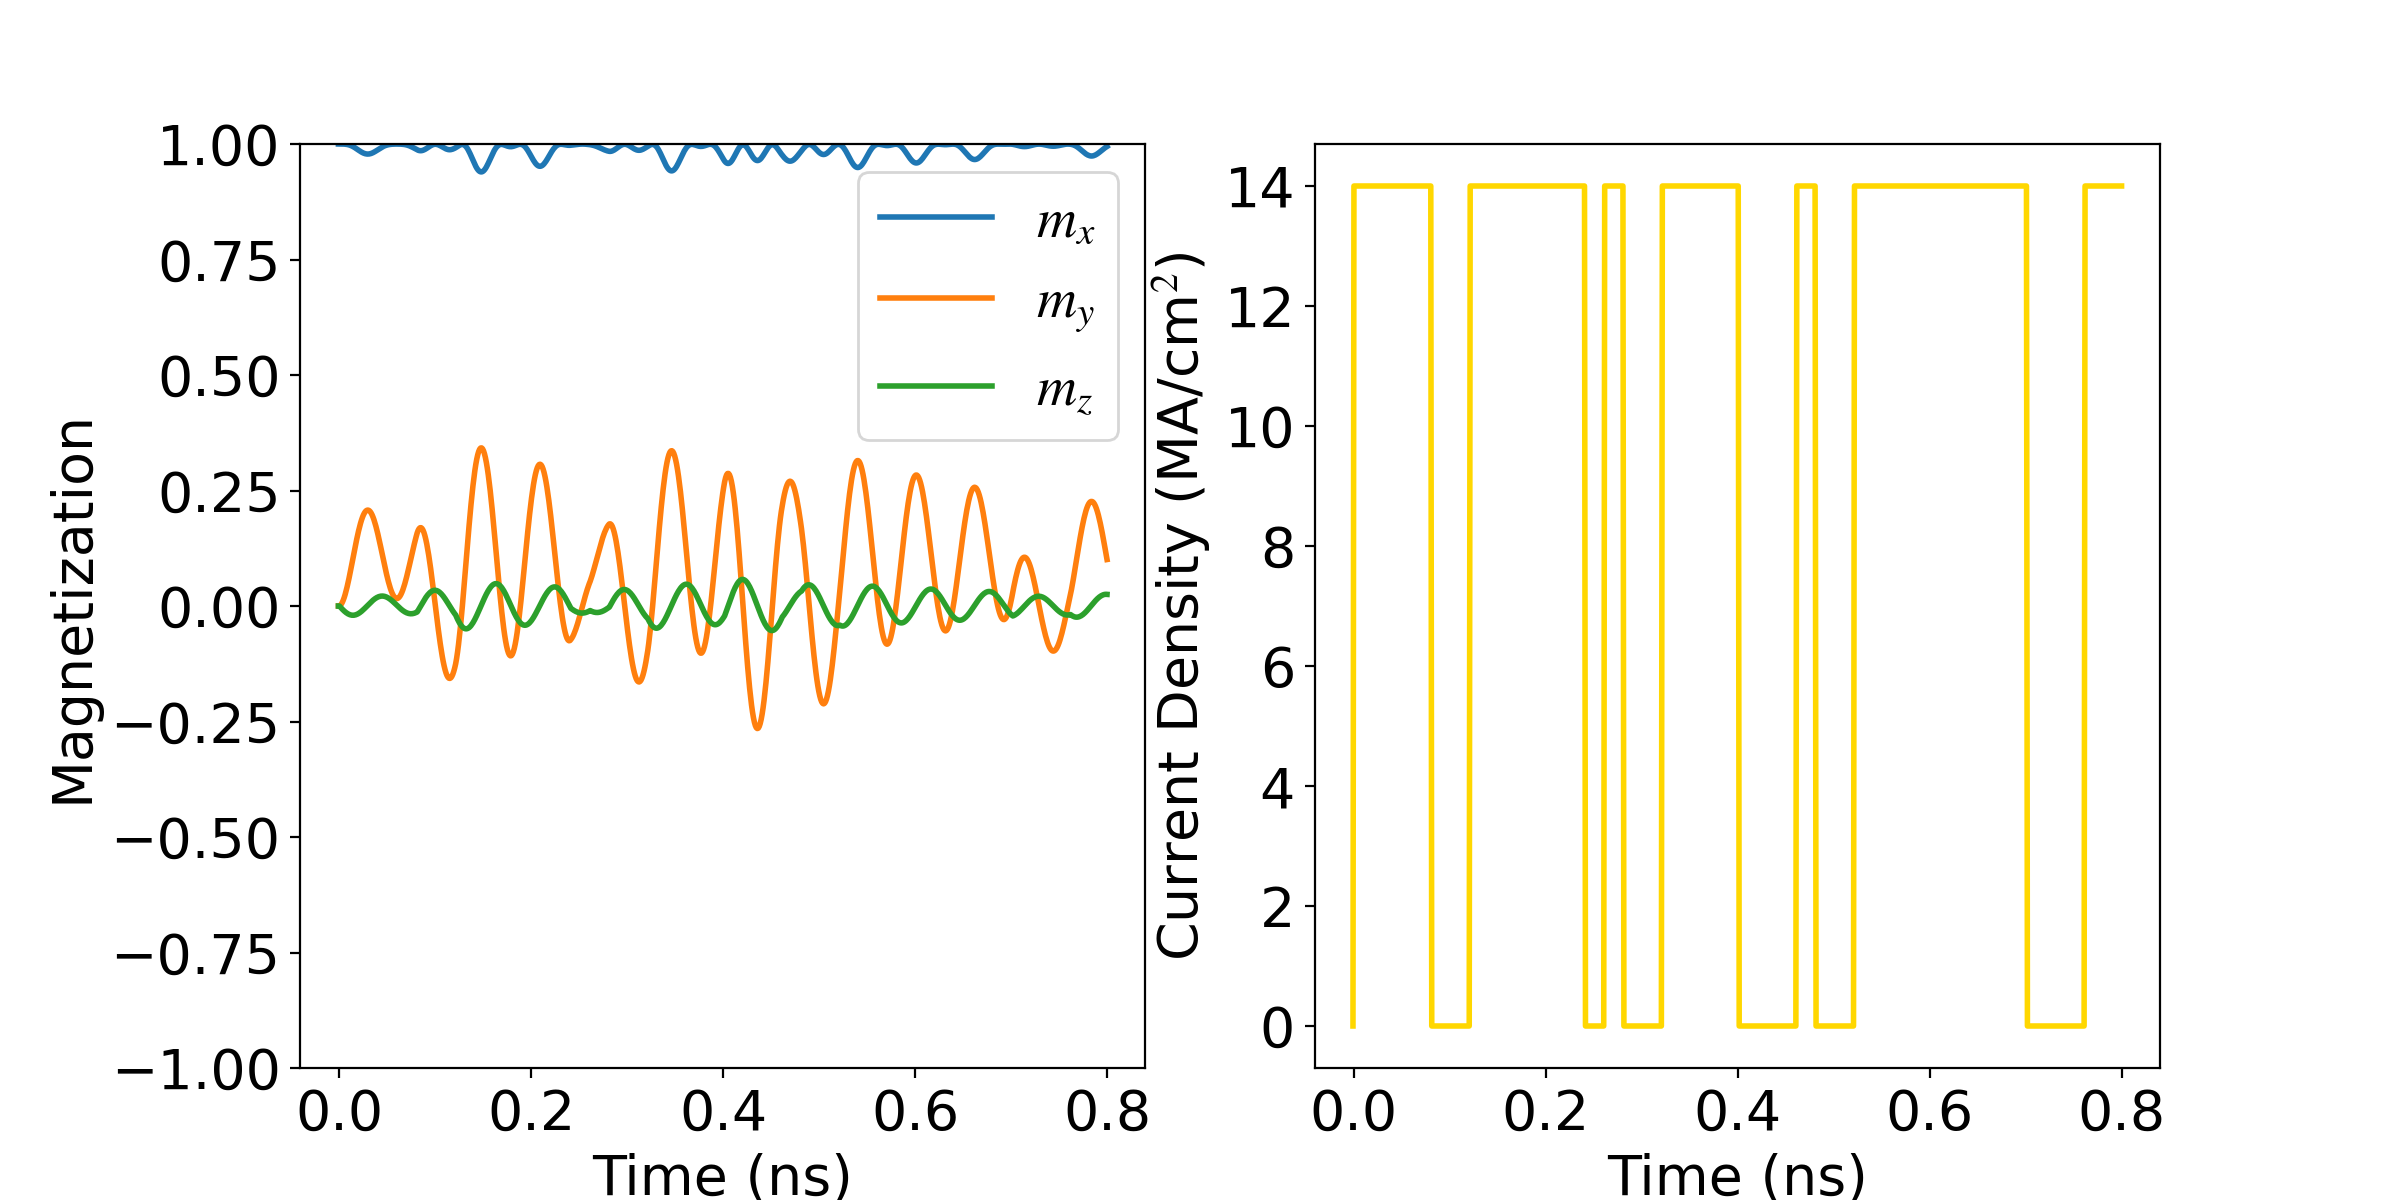 1.00
0.75
0.50
0.25
0.00
−0.25
−0.50
−0.75
−1.00
Magnetization
0.0 0.2 0.4 0.6 0.8
Time (ns)
m_x
m_y
m_z
14
12
10
8
6
4
2
0
Current Density (MA/cm²)
0.0 0.2 0.4 0.6 0.8
Time (ns)